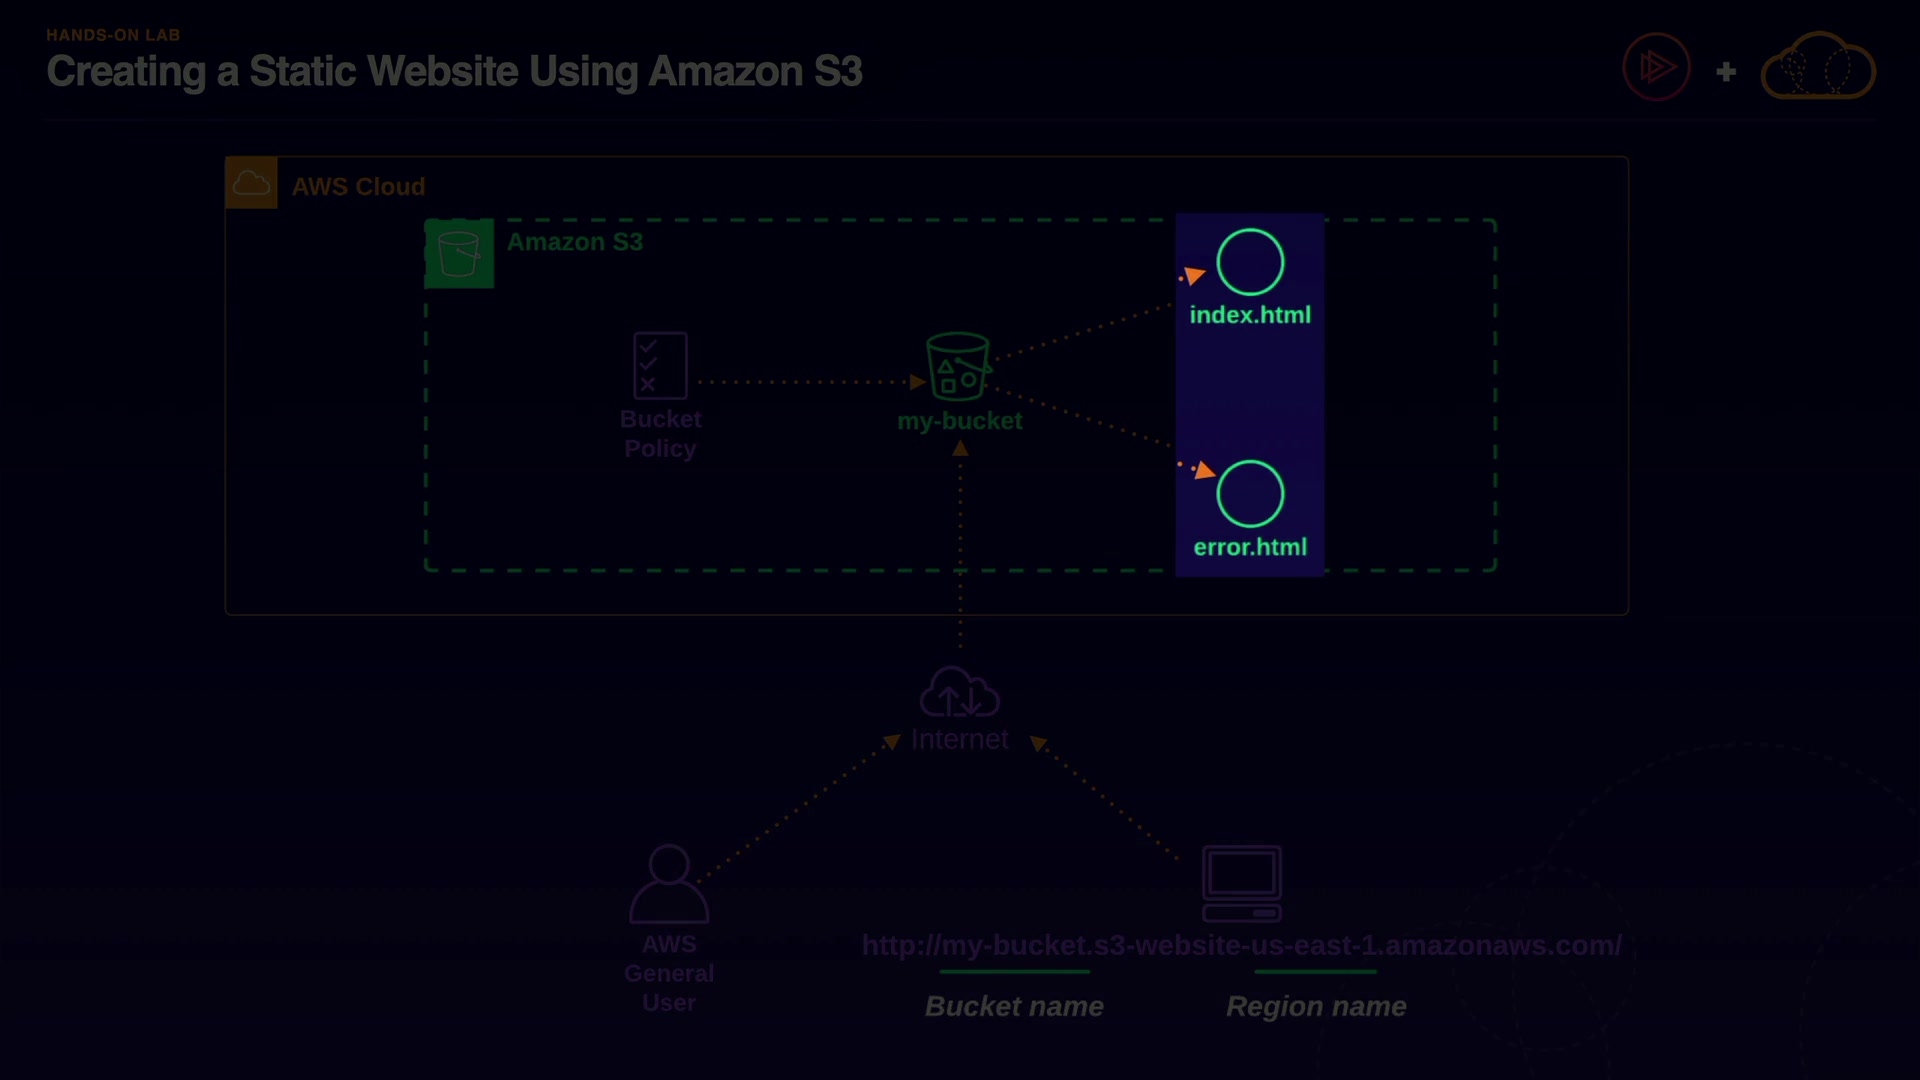 HANDS-ON LAB
Creating a Static Website Using Amazon S3
AWS Cloud
Amazon S3
index.html
Bucket
Policy
my-bucket
error.html
Internet
AWS
General
User
http://my-bucket.s3-website-us-east-1.amazonaws.com/
Bucket name
Region name